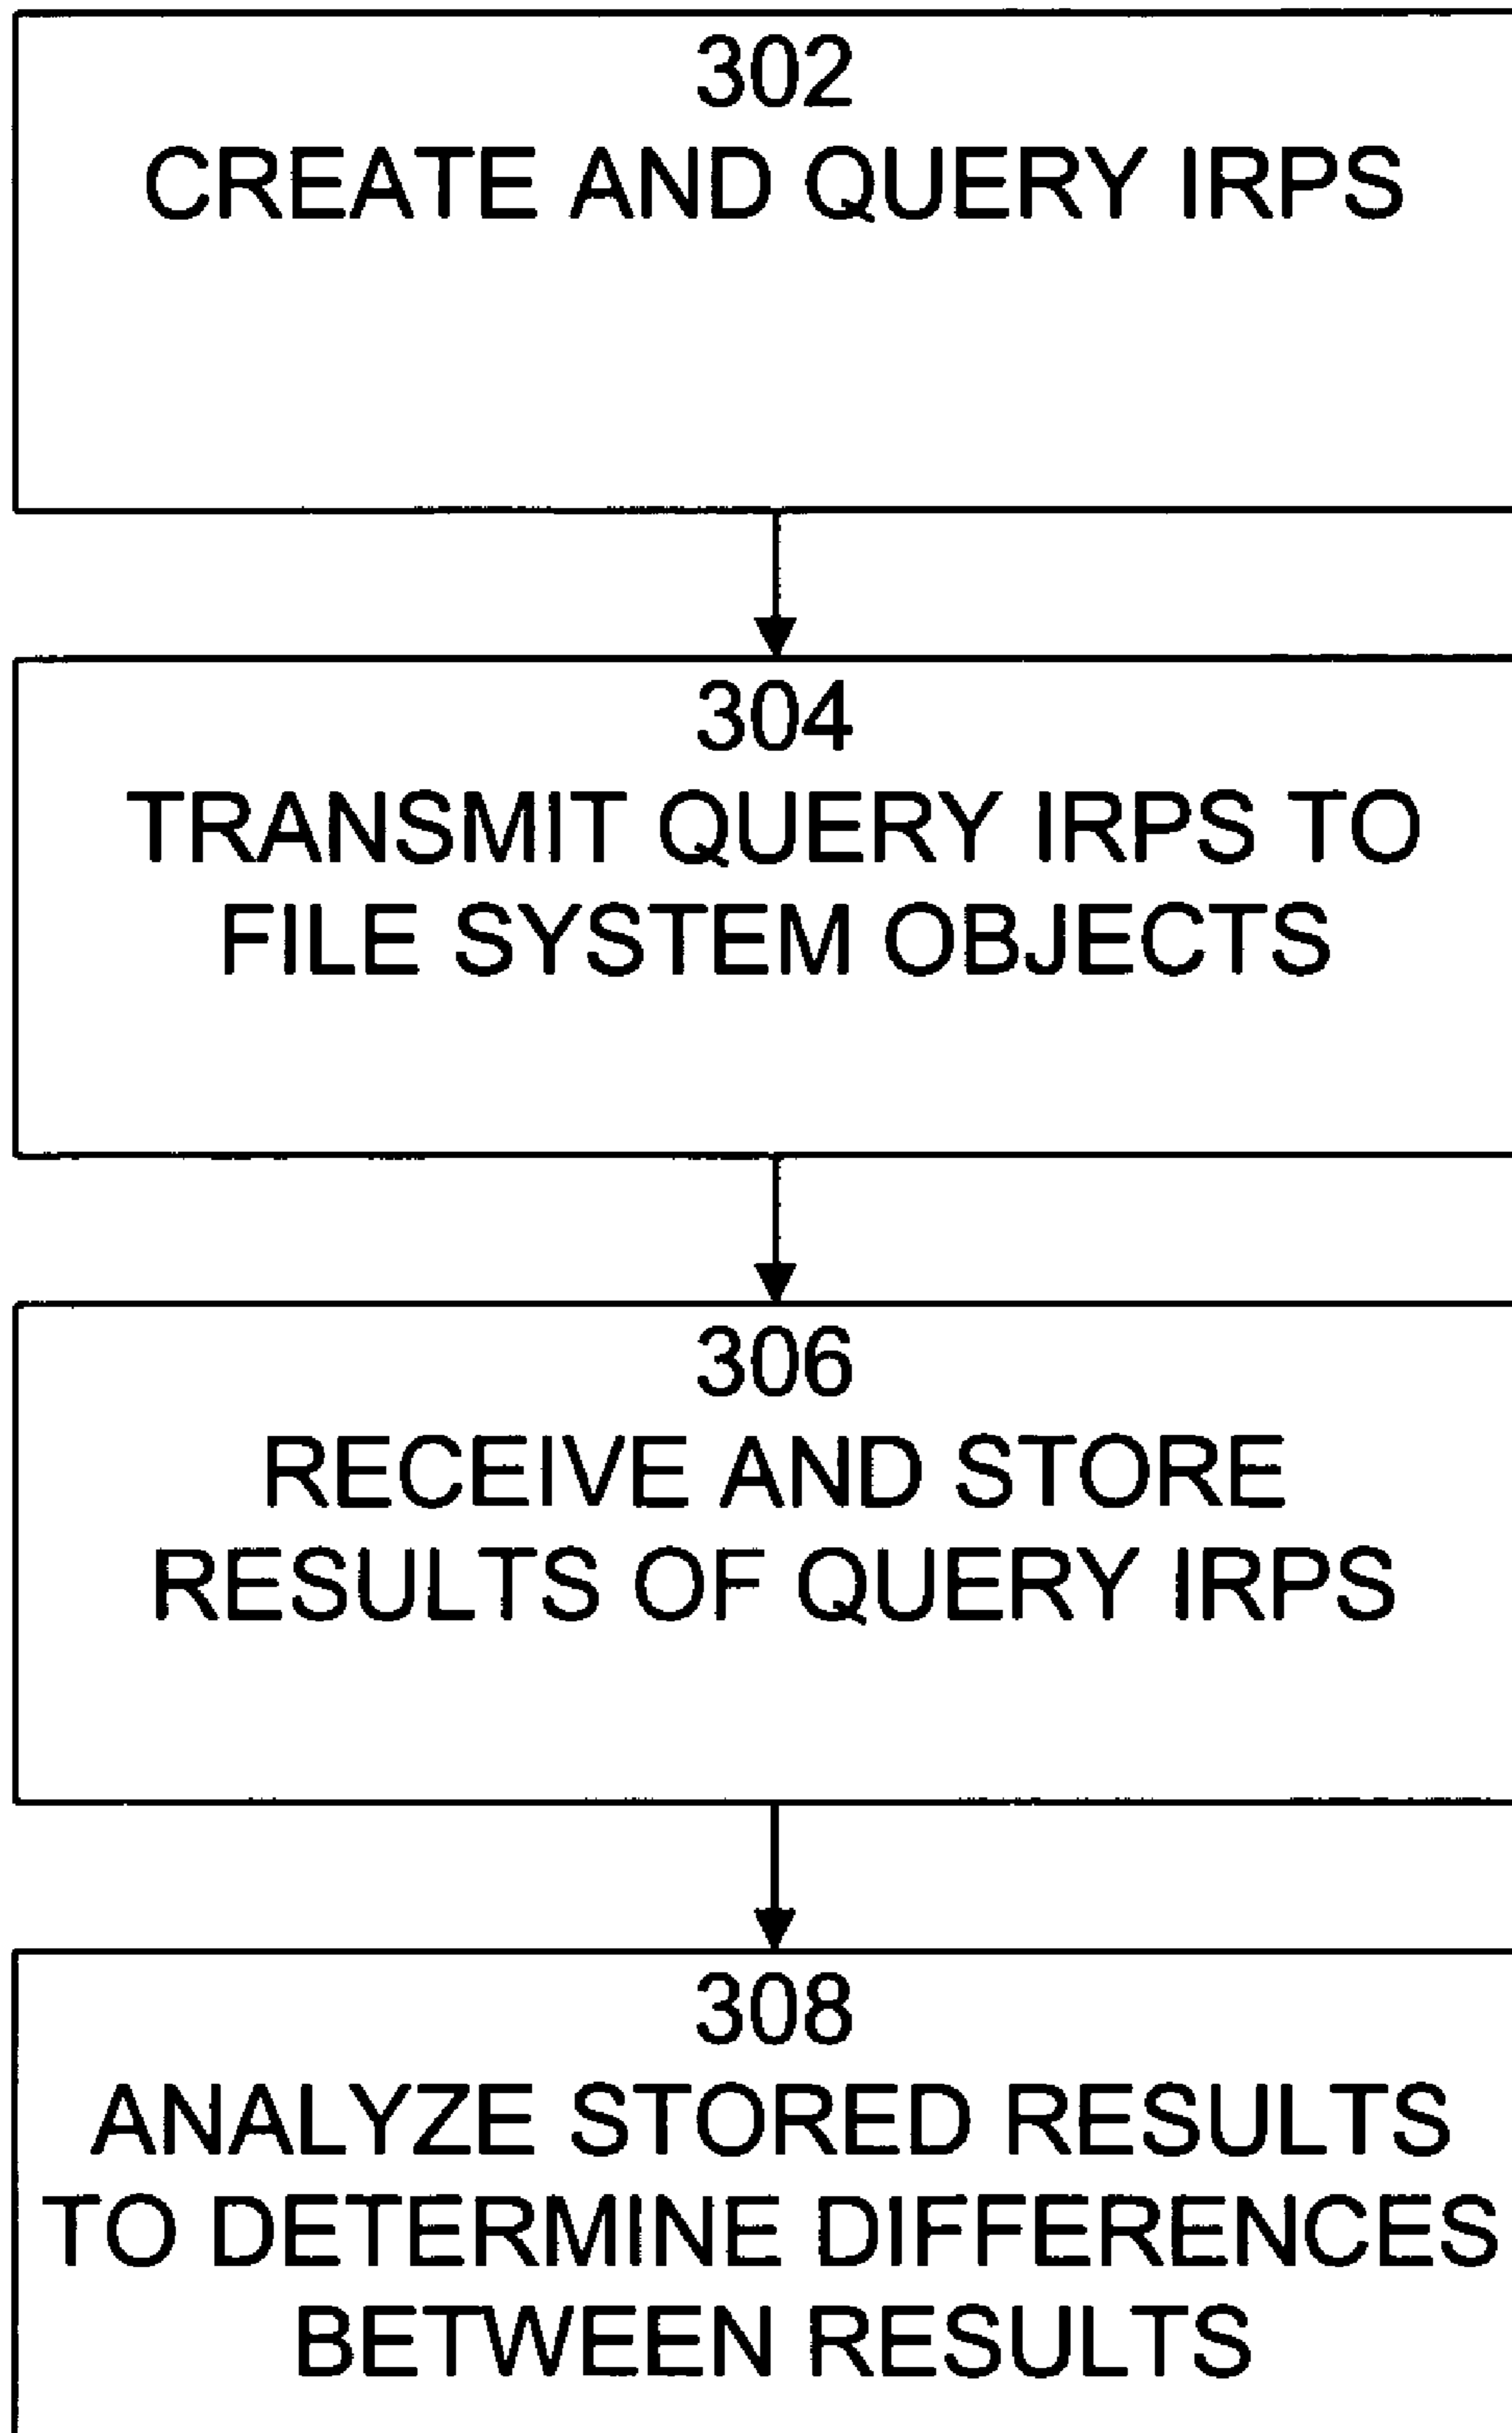 302
CREATE AND QUERY IRPS
304
TRANSMIT QUERY IRPS TO
FILE SYSTEM OBJECTS
306
RECEIVE AND STORE
RESULTS OF QUERY IRPS
308
ANALYZE STORED RESULTS
TO DETERMINE DIFFERENCES
BETWEEN RESULTS